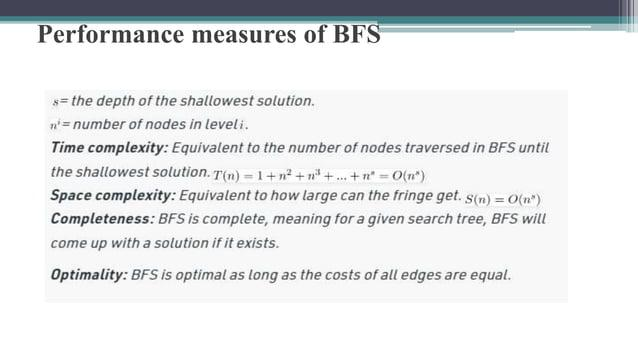 Performance measures of BFS
s= the depth of the shallowest solution.
nⁱ= number of nodes in level i.
Time complexity: Equivalent to the number of nodes traversed in BFS until
the shallowest solution. T(n) = 1 + n² + n³ + ... + nˢ = O(nˢ)
Space complexity: Equivalent to how large can the fringe get. S(n) = O(nˢ)
Completeness: BFS is complete, meaning for a given search tree, BFS will
come up with a solution if it exists.
Optimality: BFS is optimal as long as the costs of all edges are equal.